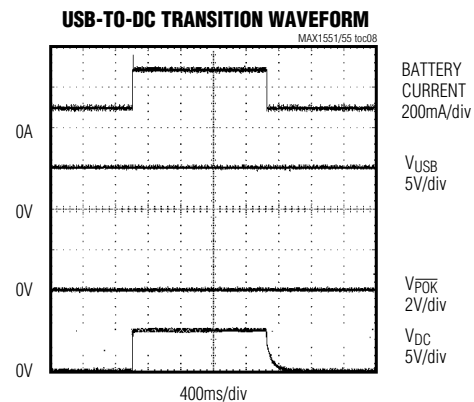 USB-TO-DC TRANSITION WAVEFORM
MAX1551/55 toc08
BATTERY
CURRENT
200mA/div
0A
VUSB
5V/div
0V
VPOK
2V/div
0V
VDC
5V/div
0V
400ms/div